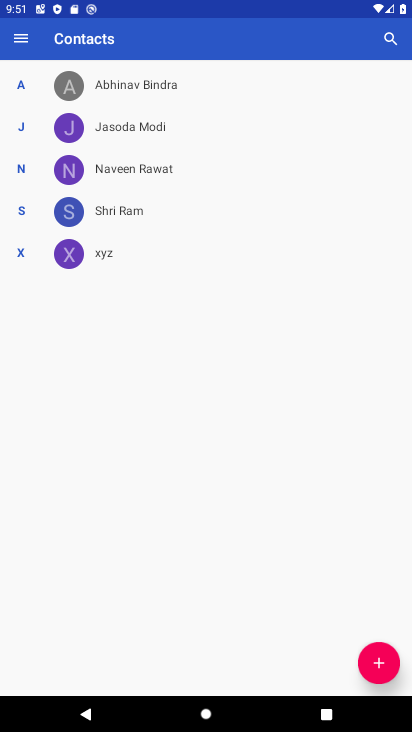 9:51
Contacts
A A Abhinav Bindra
J J Jasoda Modi
N N Naveen Rawat
S S Shri Ram
X X xyz
+